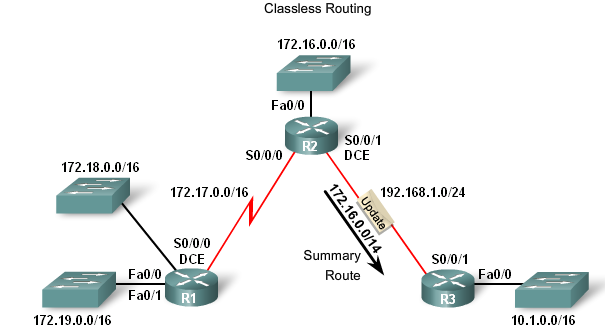 Classless Routing
172.16.0.0/16
Fa0/0
R2
S0/0/1
DCE
S0/0/0
172.18.0.0/16
172.17.0.0/16
192.168.1.0/24
Update
172.16.0.0/14
Summary
Route
S0/0/0
DCE
Fa0/0
Fa0/1
R1
172.19.0.0/16
S0/0/1
Fa0/0
R3
10.1.0.0/16